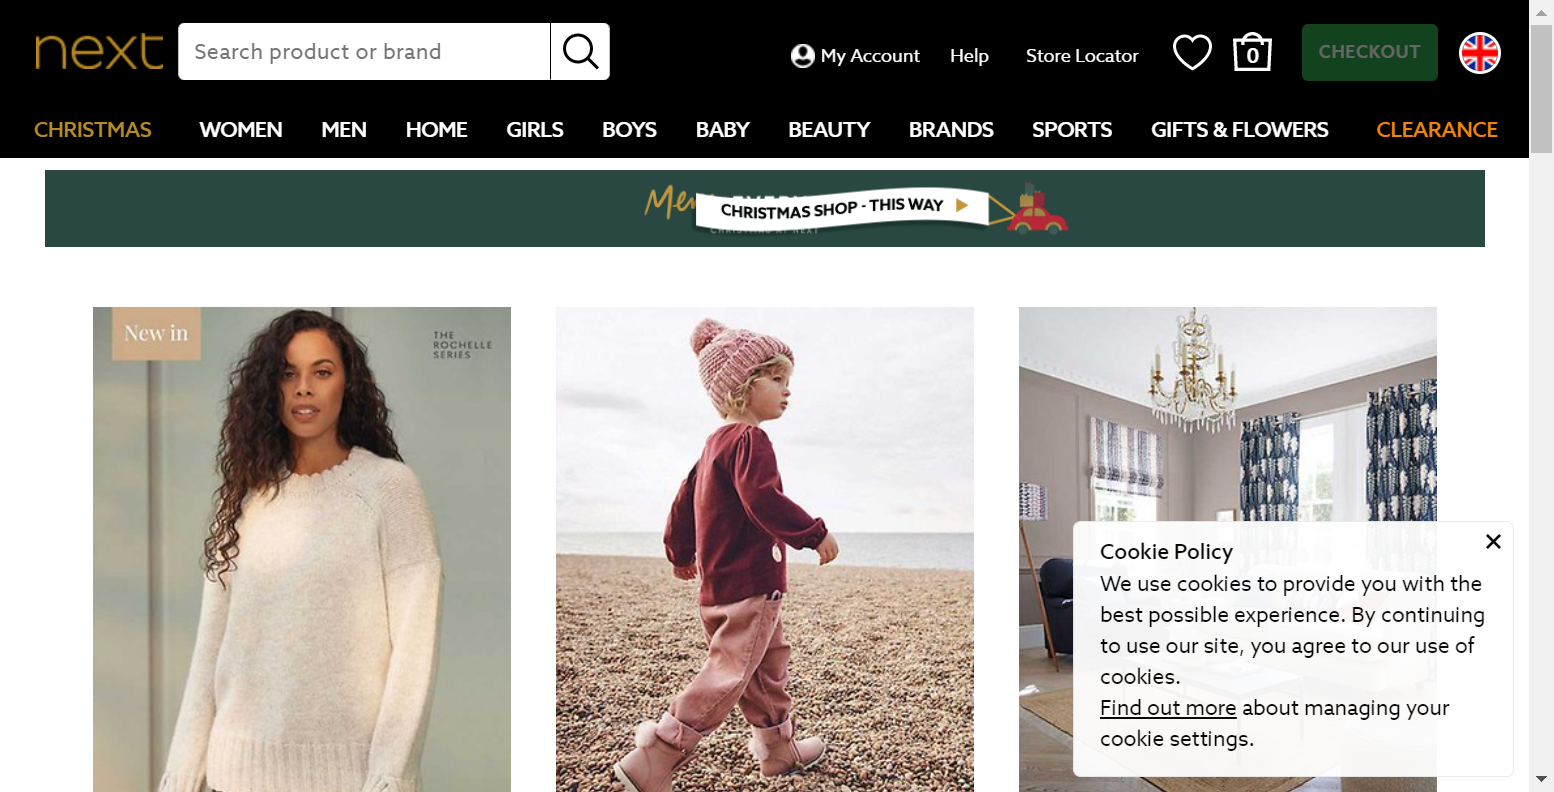 next
Search product or brand
My Account
Help
Store Locator
0
CHECKOUT
CHRISTMAS
WOMEN
MEN
HOME
GIRLS
BOYS
BABY
BEAUTY
BRANDS
SPORTS
GIFTS & FLOWERS
CLEARANCE
CHRISTMAS SHOP - THIS WAY
New in
THE
ROCHELLE
SERIES
Cookie Policy
We use cookies to provide you with the
best possible experience. By continuing
to use our site, you agree to our use of
cookies.
Find out more about managing your
cookie settings.